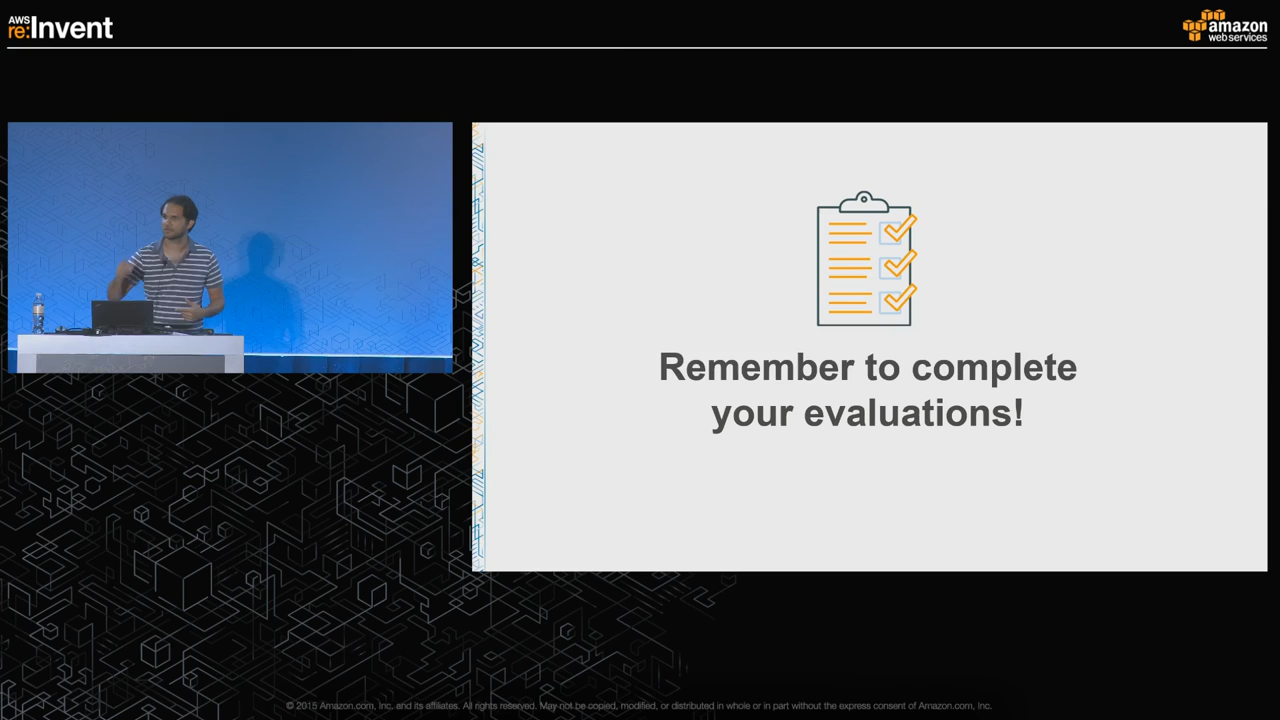 AWS
re:Invent
amazon
web services
Remember to complete
your evaluations!
© 2015 Amazon.com, Inc. and its affiliates. All rights reserved. May not be copied, modified, or distributed in whole or in part without the express consent of Amazon.com, Inc.